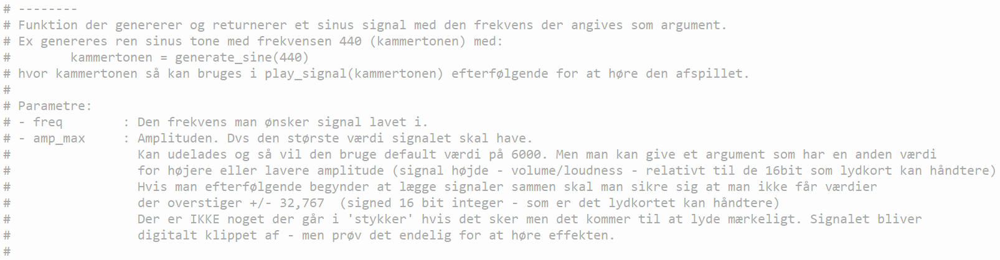 # --------
# Funktion der genererer og returnerer et sinus signal med den frekvens der angives som argument.
# Ex genereres ren sinus tone med frekvensen 440 (kammertonen) med:
#        kammertonen = generate_sine(440)
# hvor kammertonen så kan bruges i play_signal(kammertonen) efterfølgende for at høre den afspillet.
#
# Parametre:
# - freq        : Den frekvens man ønsker signal lavet i.
# - amp_max     : Amplituden. Dvs den største værdi signalet skal have.
#                 Kan udelades og så vil den bruge default værdi på 6000. Men man kan give et argument som har en anden værdi
#                 for højere eller lavere amplitude (signal højde - volume/loudness - relativt til de 16bit som lydkort kan håndtere)
#                 Hvis man efterfølgende begynder at lægge signaler sammen skal man sikre sig at man ikke får værdier
#                 der overstiger +/- 32,767  (signed 16 bit integer - som er det lydkortet kan håndtere)
#                 Der er IKKE noget der går i 'stykker' hvis det sker men det kommer til at lyde mærkeligt. Signalet bliver
#                 digitalt klippet af - men prøv det endelig for at høre effekten.
#